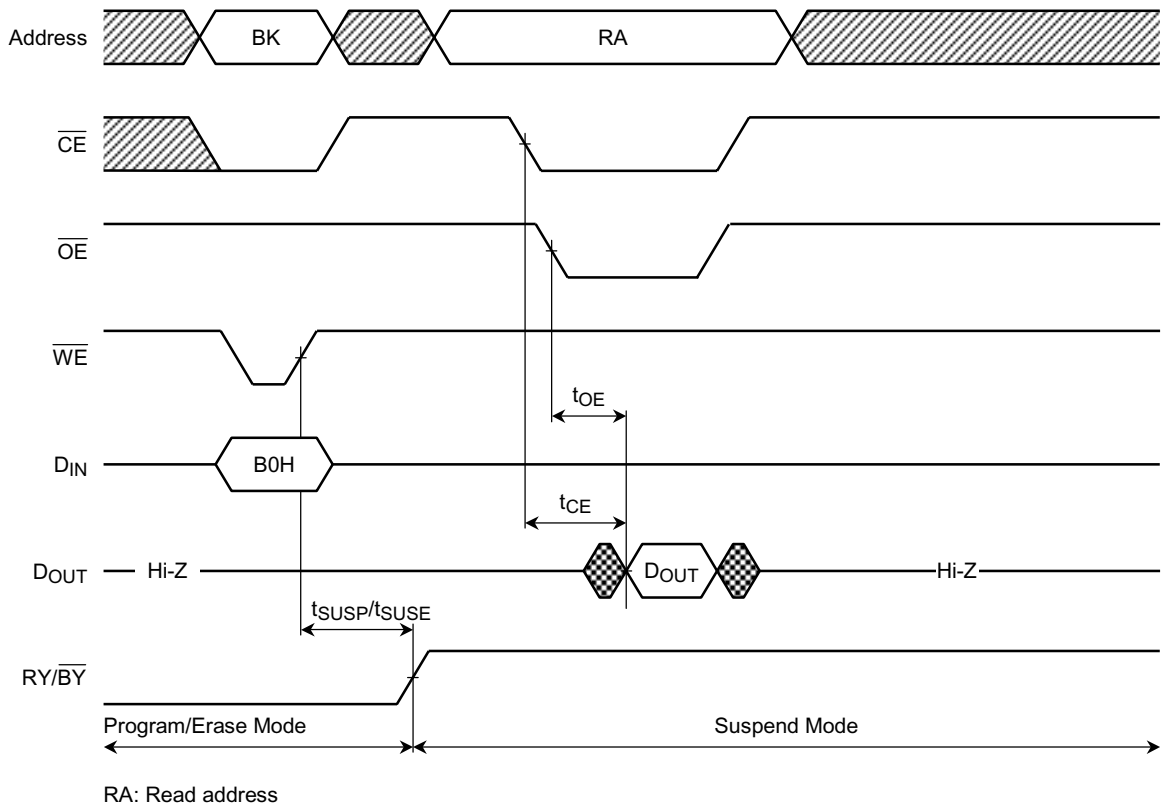 Address BK RA
CE
OE
WE
tOE
DIN B0H
tCE
DOUT Hi-Z DOUT Hi-Z
tSUSP/tSUSE
RY/BY
Program/Erase Mode Suspend Mode
RA: Read address